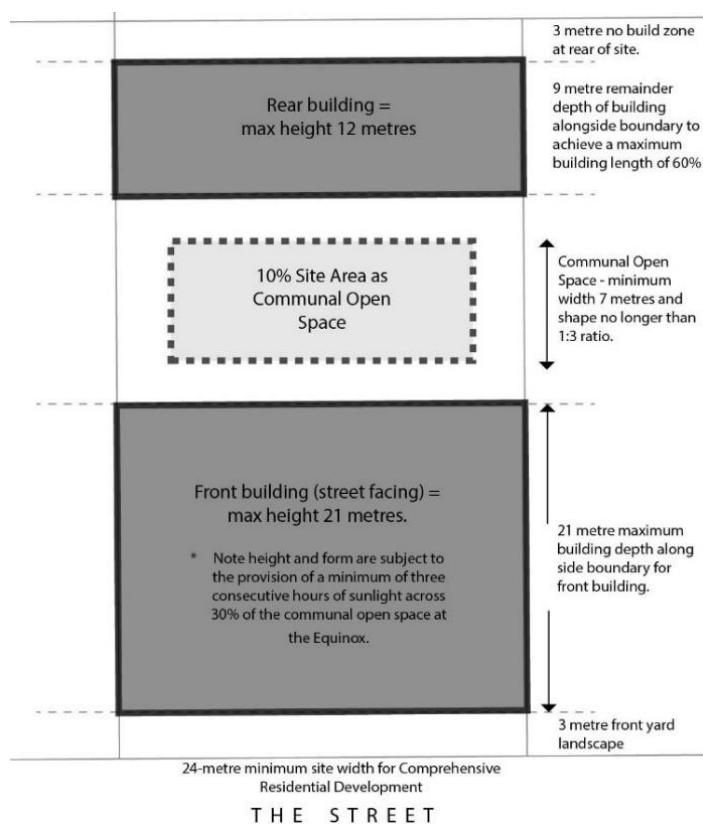 3 metre no build zone
at rear of site.
Rear building =
max height 12 metres
9 metre remainder
depth of building
alongside boundary to
achieve a maximum
building length of 60%
10% Site Area as
Communal Open
Space
Communal Open
Space - minimum
width 7 metres and
shape no longer than
1:3 ratio.
Front building (street facing) =
max height 21 metres.
* Note height and form are subject to
the provision of a minimum of three
consecutive hours of sunlight across
30% of the communal open space at
the Equinox.
21 metre maximum
building depth along
side boundary for
front building.
3 metre front yard
landscape
24-metre minimum site width for Comprehensive
Residential Development
THE STREET